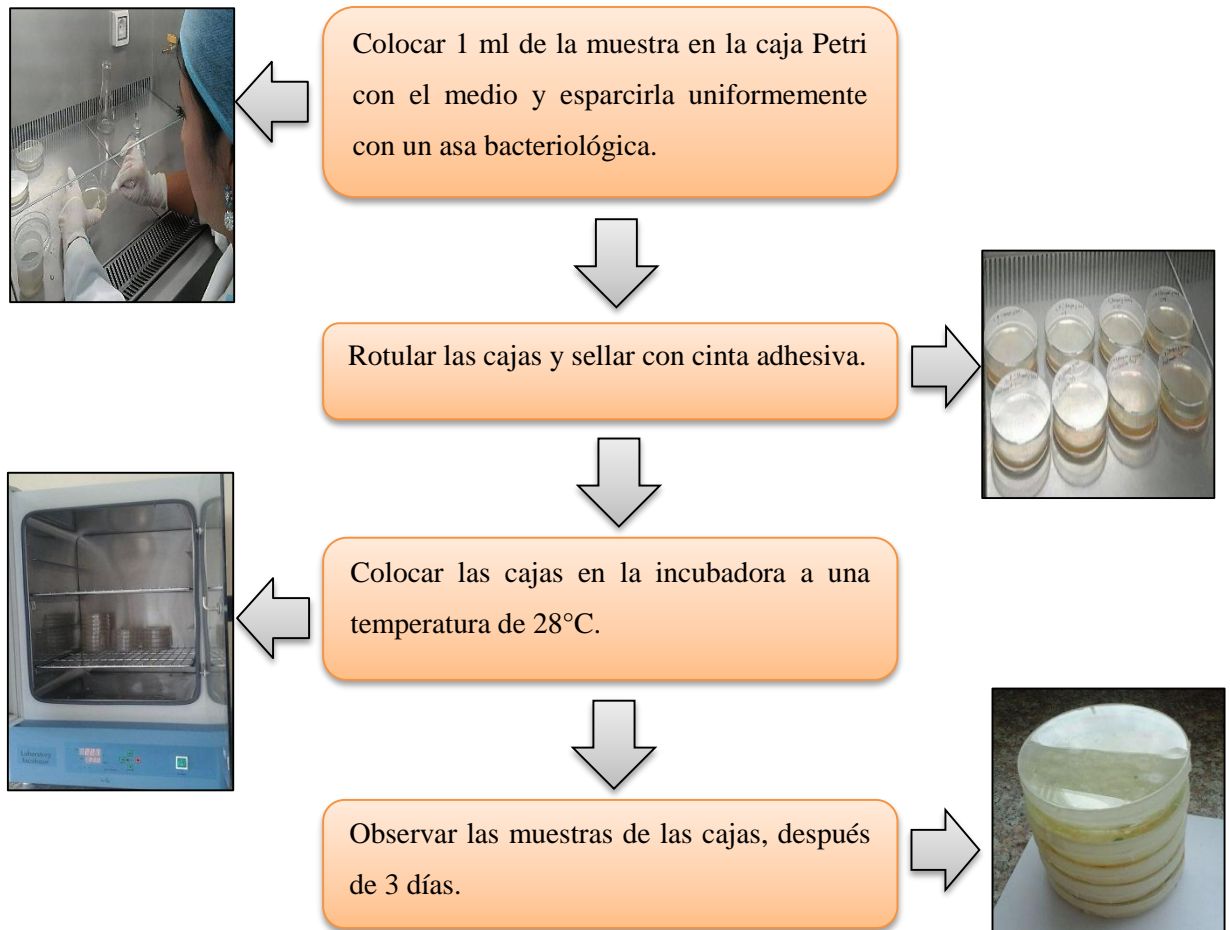 Colocar 1 ml de la muestra en la caja Petri
con el medio y esparcirla uniformemente
con un asa bacteriológica.
Rotular las cajas y sellar con cinta adhesiva.
Colocar las cajas en la incubadora a una
temperatura de 28°C.
Laboratory
Incubator
Observar las muestras de las cajas, después
de 3 días.